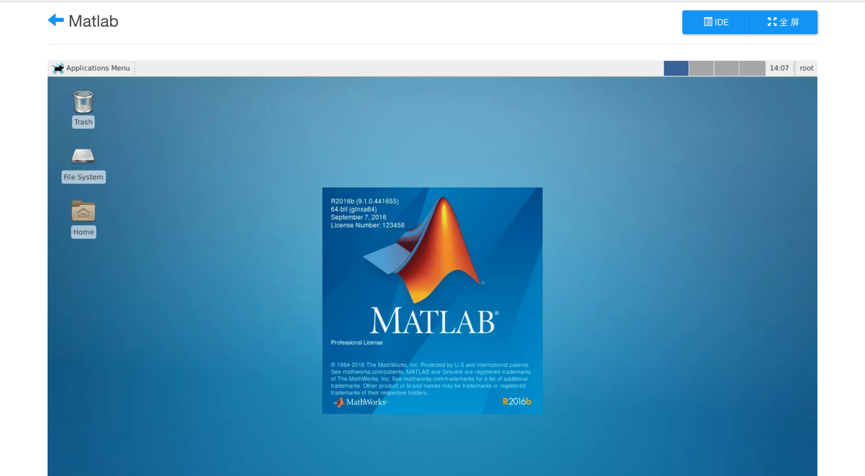 Matlab
IDE
全 屏
Applications Menu
14:07
root
Trash
File System
Home
R2016b (9.1.0.441655)
64-bit (glnxa64)
September 7, 2016
License Number: 123456
MATLAB®
Professional License
© 1984-2016 The MathWorks, Inc. Protected by U.S and international patents.
See mathworks.com/patents. MATLAB and Simulink are registered trademarks
of The MathWorks, Inc. See mathworks.com/trademarks for a list of additional
trademarks. Other product or brand names may be trademarks or registered
trademarks of their respective holders.
MathWorks®
R2016b